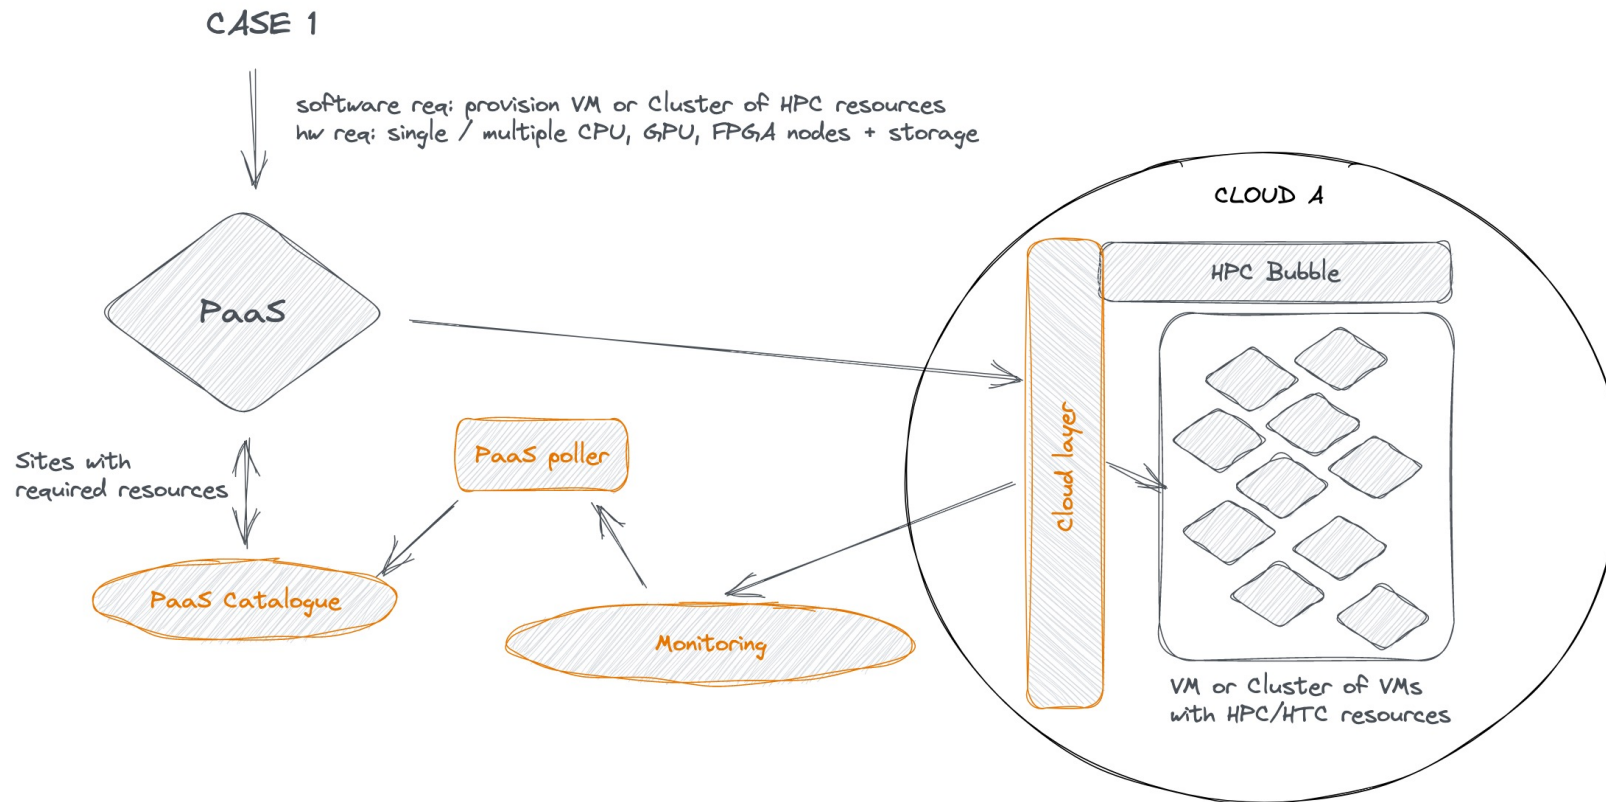 CASE 1
software req: provision VM or Cluster of HPC resources
hw req: single / multiple CPU, GPU, FPGA nodes + storage
CLOUD A
HPC Bubble
PaaS
Cloud layer
PaaS poller
Sites with
required resources
PaaS Catalogue
Monitoring
VM or Cluster of VMs
with HPC/HTC resources